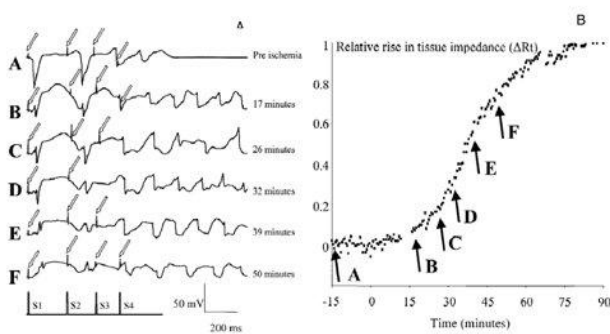 A
Pre ischemia
A
B
17 minutes
C
26 minutes
D
32 minutes
E
39 minutes
F
50 minutes
S1
S2
S3
S4
50 mV
200 ms
B
Relative rise in tissue impedance (ΔRt)
1
0.8
0.6
0.4
0.2
0
A
B
C
D
E
F
-15
0
15
30
45
60
75
90
Time (minutes)